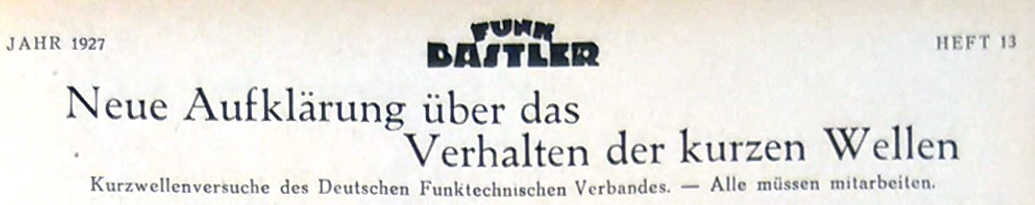 JAHR 1927
FUNK
BASTLER
HEFT 13
Neue Aufklärung über das
Verhalten der kurzen Wellen
Kurzwellenversuche des Deutschen Funktechnischen Verbandes. — Alle müssen mitarbeiten.